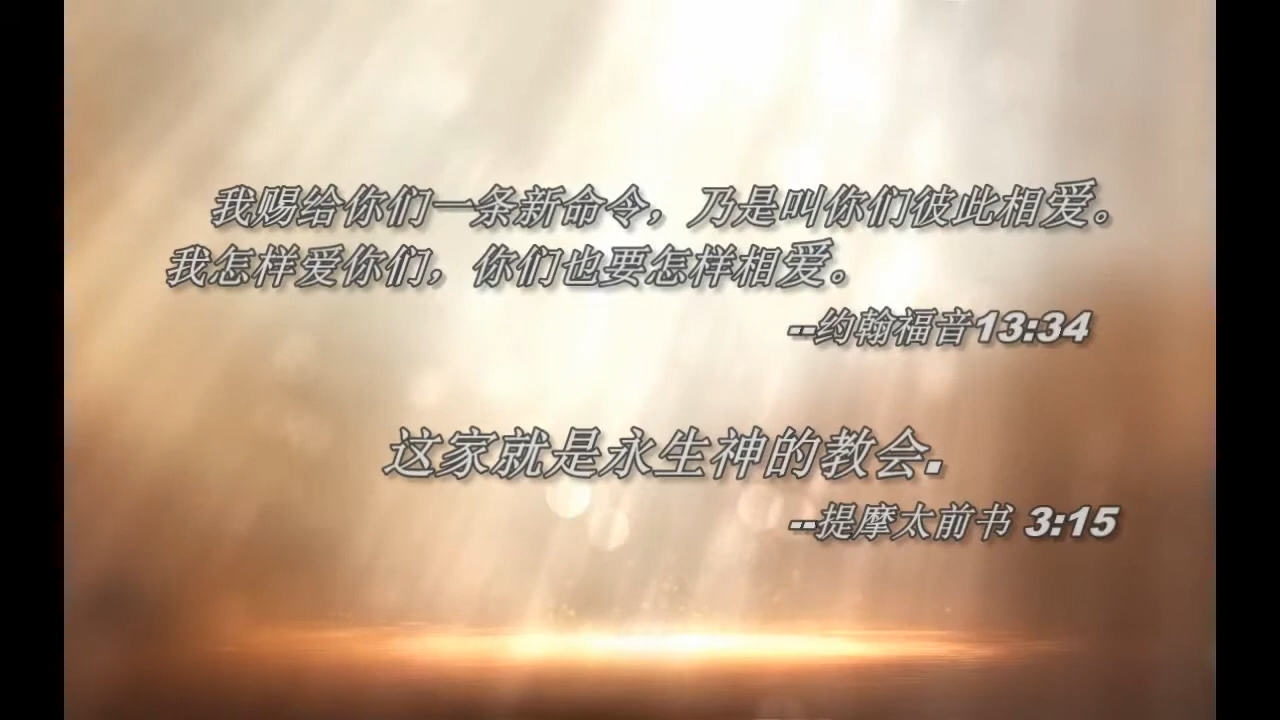 我赐给你们一条新命令，乃是叫你们彼此相爱。
我怎样爱你们，你们也要怎样相爱。
--约翰福音13:34
这家就是永生神的教会.
--提摩太前书 3:15